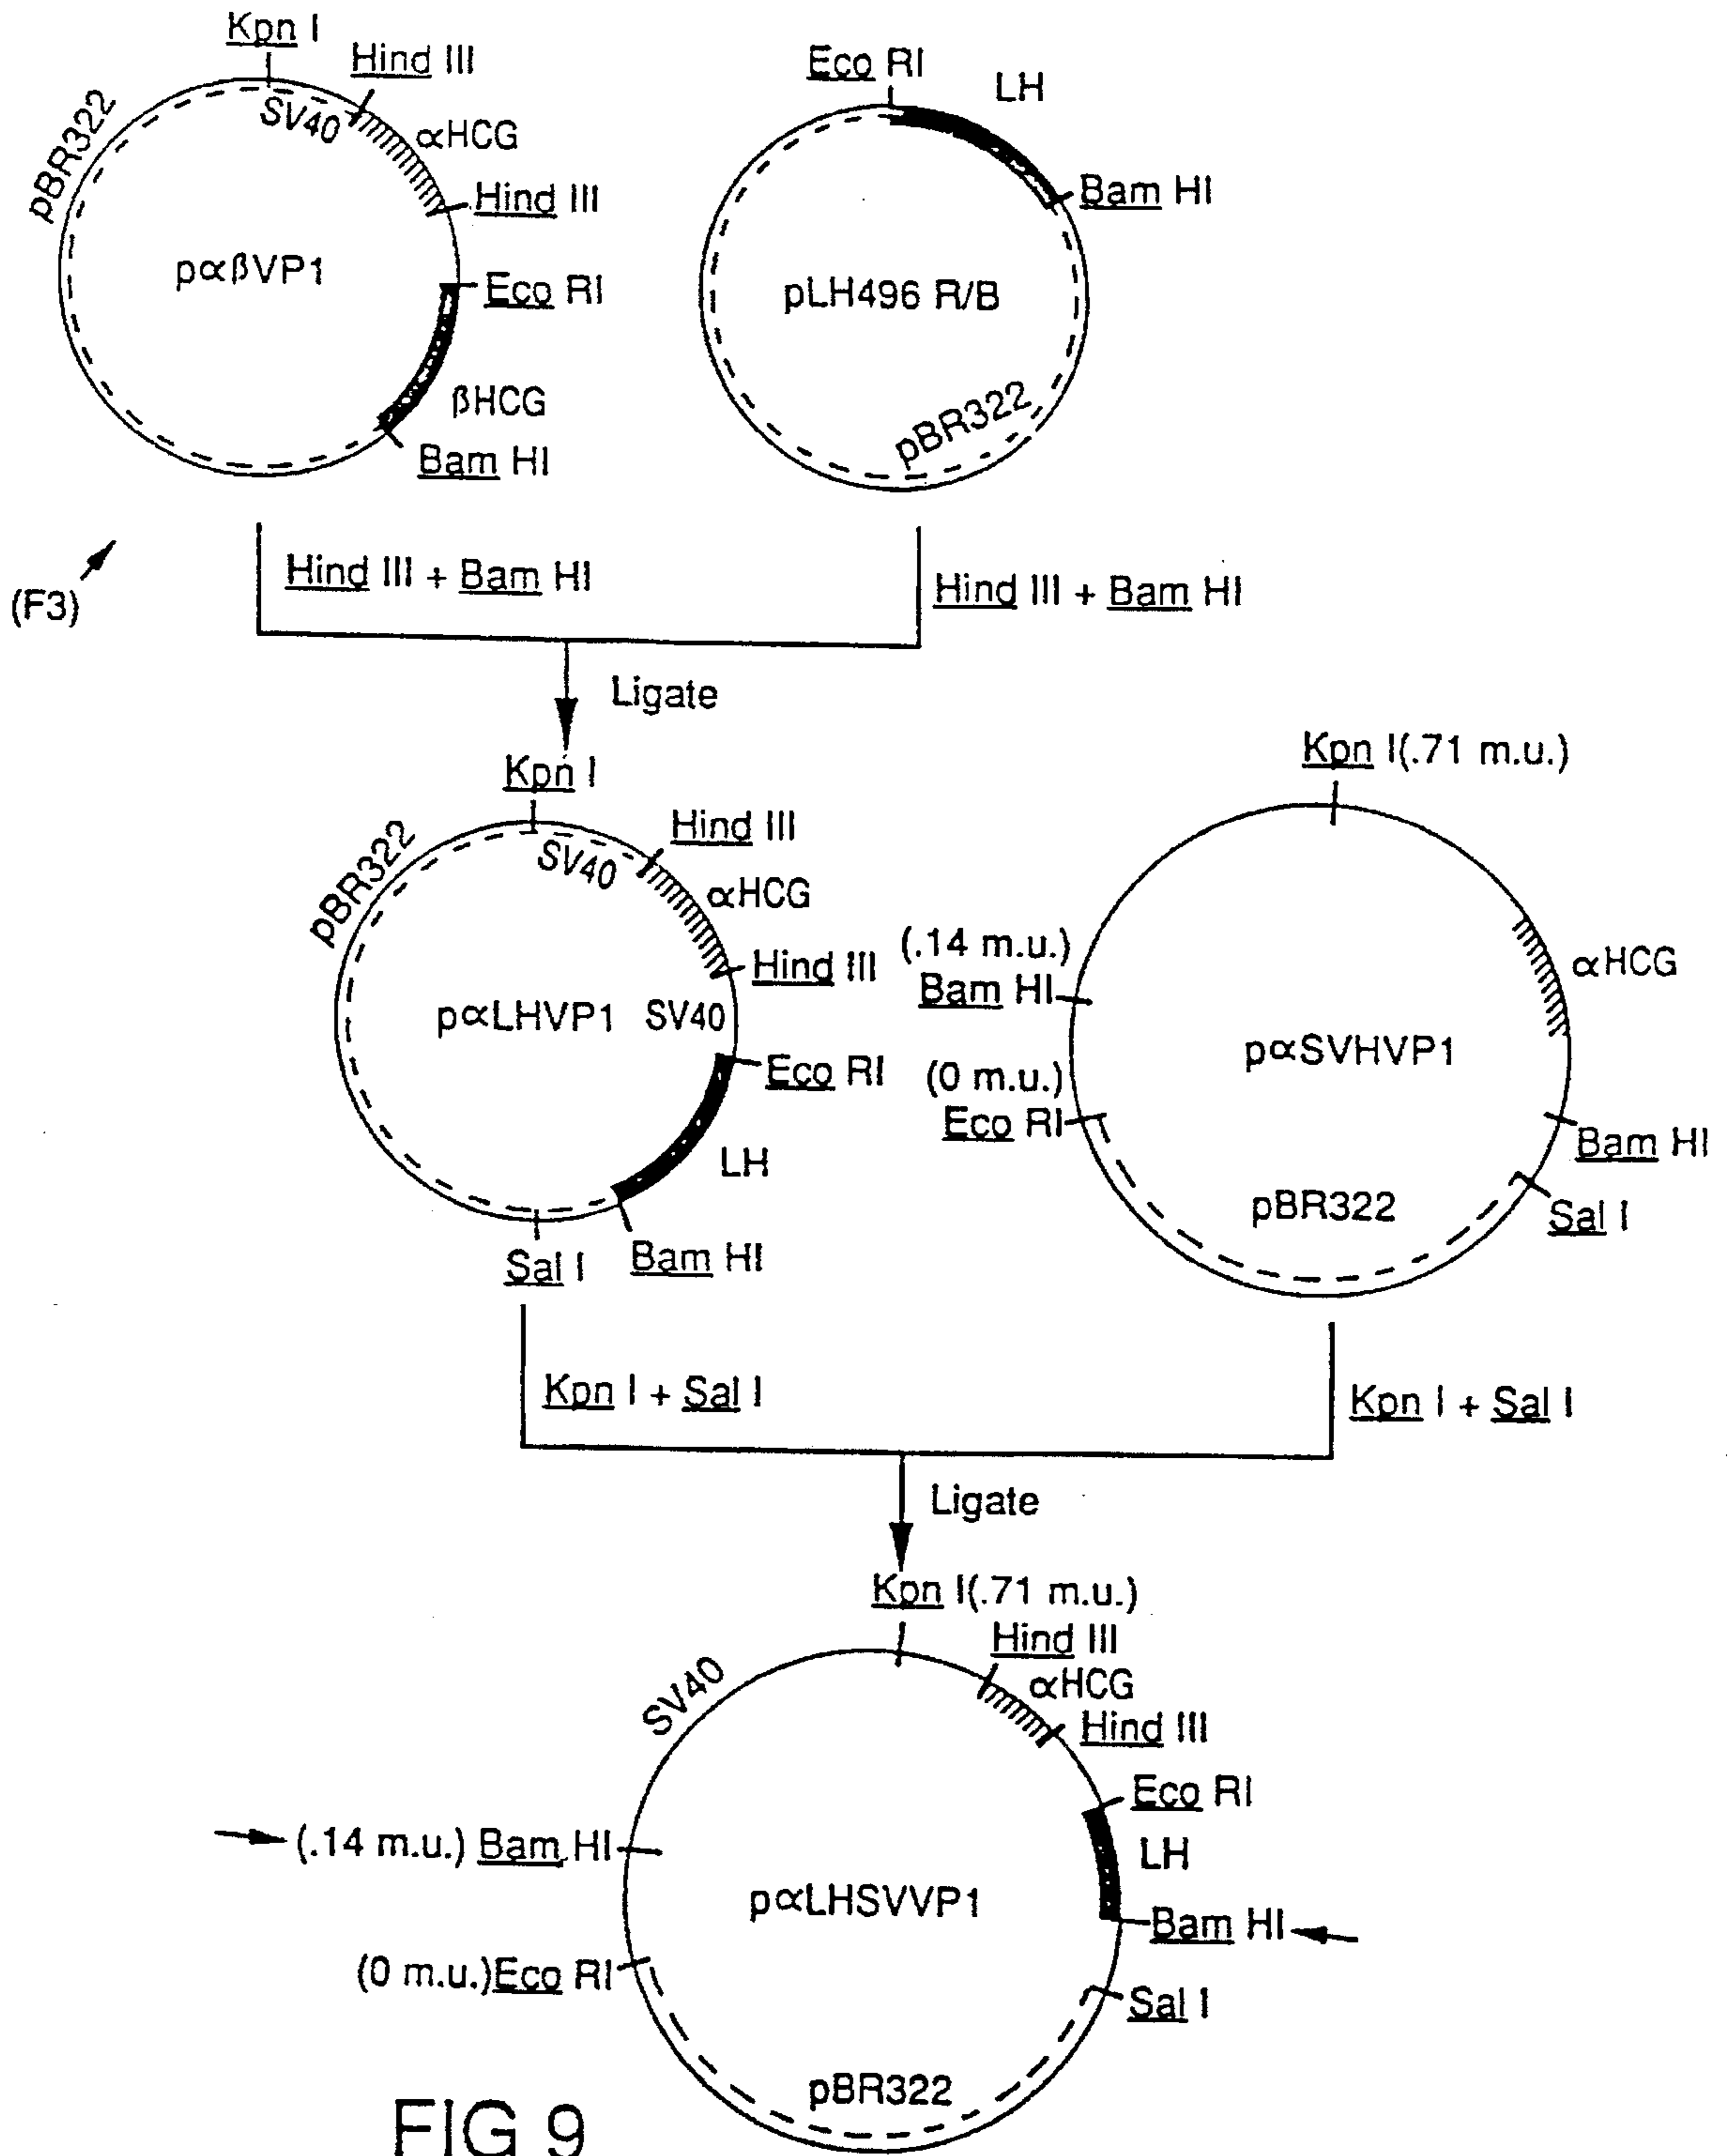 Kpn I
Hind III
pBR322
SV40
αHCG
Hind III
pαβVP1
Eco RI
βHCG
Bam HI
Eco RI
LH
Bam HI
pLH496 R/B
pBR322
(F3)
Hind III + Bam HI
Hind III + Bam HI
Ligate
Kpn I
Hind III
pBR322
SV40
αHCG
Hind III
pαLHVP1
SV40
Eco RI
LH
Bam HI
Sal I
Kpn I(.71 m.u.)
αHCG
(.14 m.u.)
Bam HI
pαSVHVP1
(0 m.u.)
Eco RI
Bam HI
Sal I
pBR322
Kpn I + Sal I
Kpn I + Sal I
Ligate
Kpn I(.71 m.u.)
Hind III
αHCG
Hind III
SV40
Eco RI
LH
(.14 m.u.) Bam HI
pαLHSVVP1
Bam HI
(0 m.u.)Eco RI
Sal I
pBR322
FIG 9